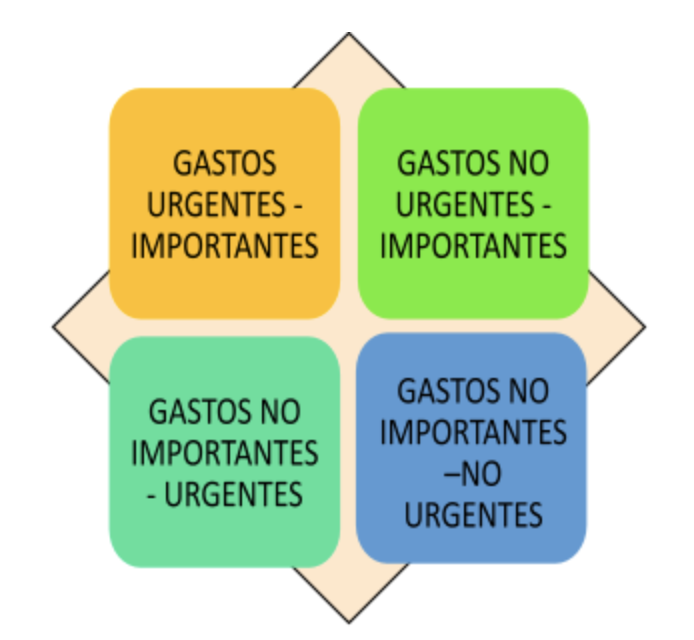 GASTOS
URGENTES -
IMPORTANTES
GASTOS NO
URGENTES -
IMPORTANTES
GASTOS NO
IMPORTANTES
- URGENTES
GASTOS NO
IMPORTANTES
–NO
URGENTES